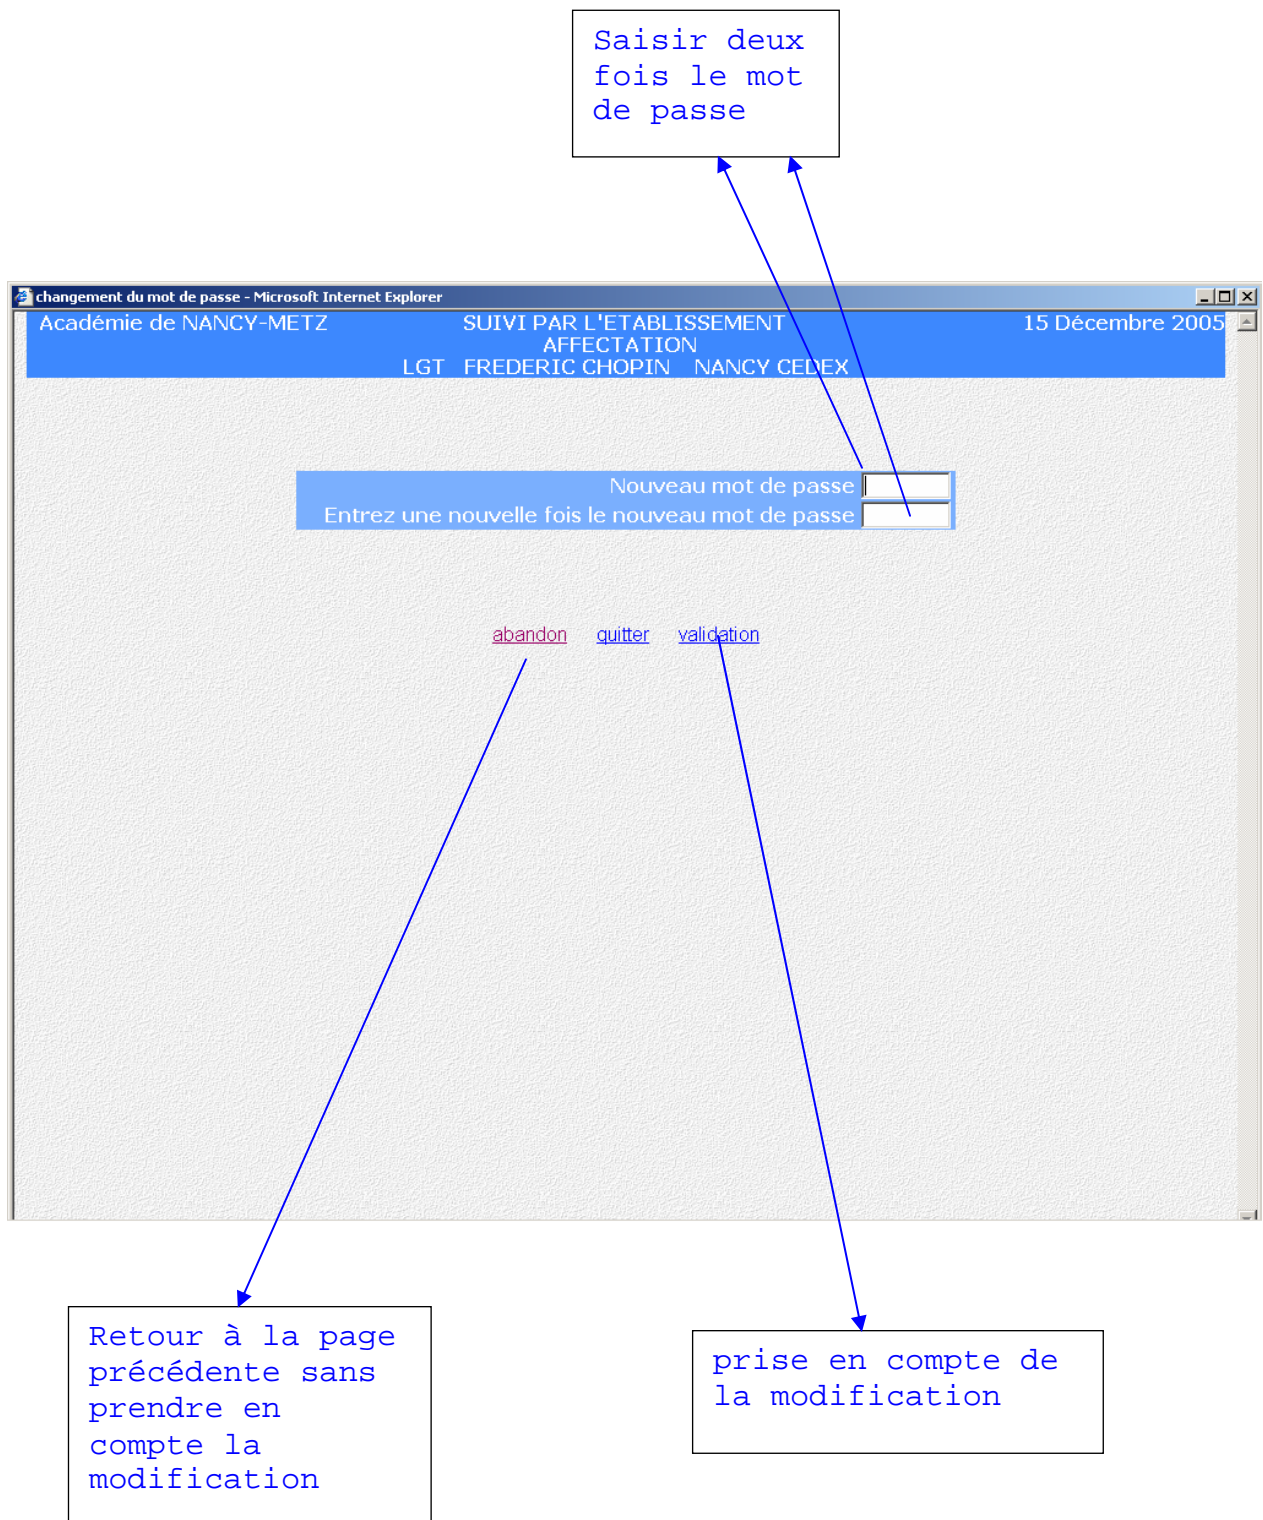 Saisir deux
fois le mot
de passe
changement du mot de passe - Microsoft Internet Explorer
Académie de NANCY-METZ SUIVI PAR L'ETABLISSEMENT 15 Décembre 2005
AFFECTATION
LGT FREDERIC CHOPIN NANCY CEDEX
Nouveau mot de passe
Entrez une nouvelle fois le nouveau mot de passe
abandon quitter validation
Retour à la page
précédente sans
prendre en
compte la
modification
prise en compte de
la modification